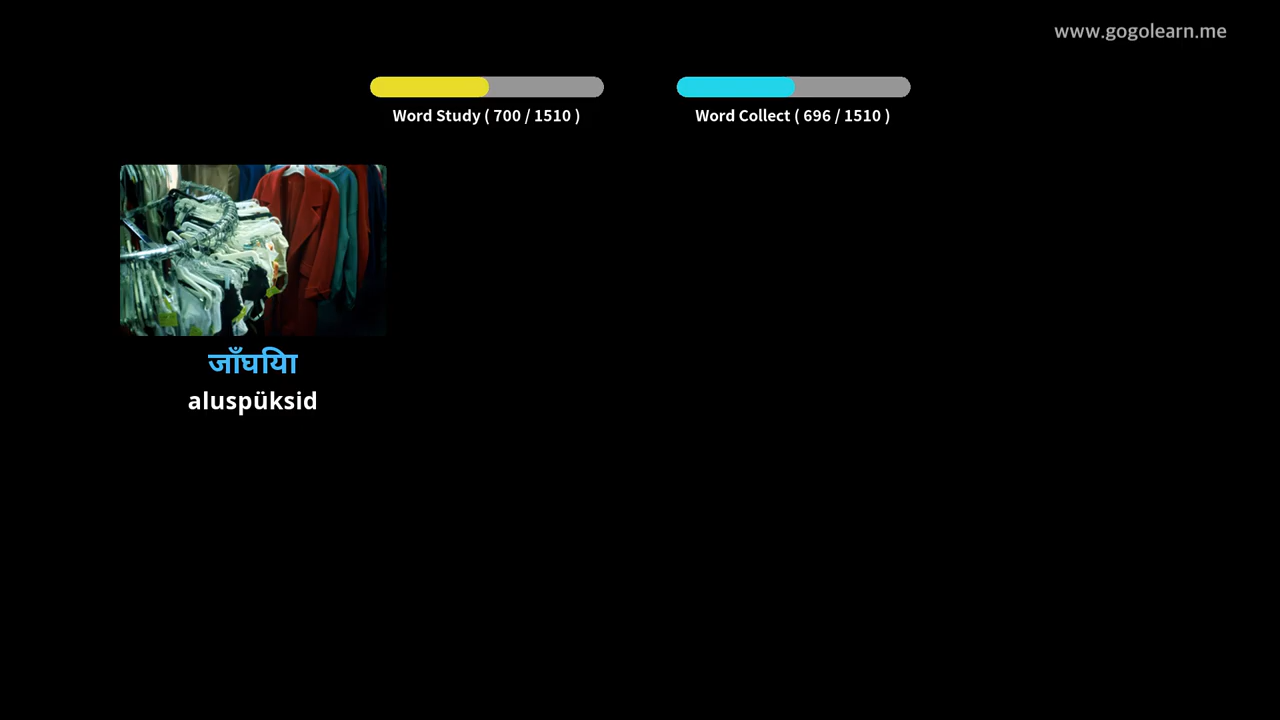 www.gogolearn.me
Word Study ( 700 / 1510 )
Word Collect ( 696 / 1510 )
जाँघिया
aluspüksid